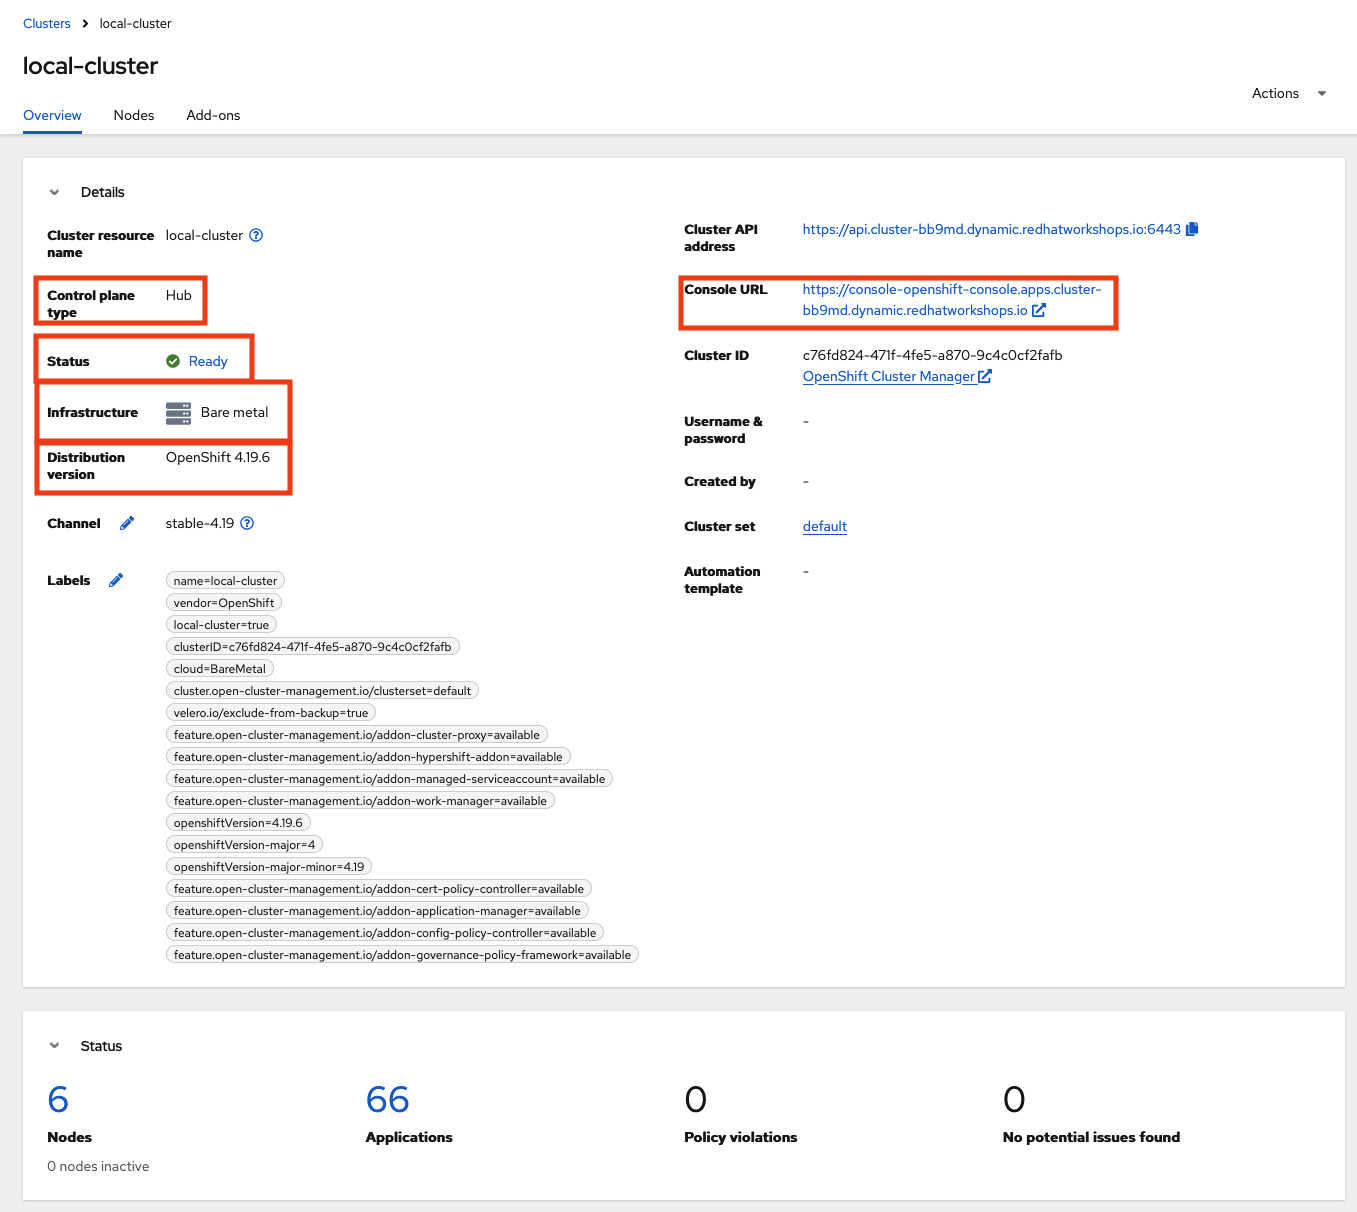 Clusters > local-cluster
local-cluster
Actions
Overview Nodes Add-ons
Details
Cluster resource name
local-cluster
Control plane type
Hub
Status
Ready
Infrastructure
Bare metal
Distribution version
OpenShift 4.19.6
Channel
stable-4.19
Labels
name=local-cluster
vendor=OpenShift
local-cluster=true
clusterID=c76fd824-471f-4fe5-a870-9c4c0cf2fafb
cloud=BareMetal
cluster.open-cluster-management.io/clusterset=default
velero.io/exclude-from-backup=true
feature.open-cluster-management.io/addon-cluster-proxy=available
feature.open-cluster-management.io/addon-hypershift-addon=available
feature.open-cluster-management.io/addon-managed-serviceaccount=available
feature.open-cluster-management.io/addon-work-manager=available
openshiftVersion=4.19.6
openshiftVersion-major=4
openshiftVersion-major-minor=4.19
feature.open-cluster-management.io/addon-cert-policy-controller=available
feature.open-cluster-management.io/addon-application-manager=available
feature.open-cluster-management.io/addon-config-policy-controller=available
feature.open-cluster-management.io/addon-governance-policy-framework=available
Cluster API address
https://api.cluster-bb9md.dynamic.redhatworkshops.io:6443
Console URL
https://console-openshift-console.apps.cluster-
bb9md.dynamic.redhatworkshops.io
Cluster ID
c76fd824-471f-4fe5-a870-9c4c0cf2fafb
OpenShift Cluster Manager
Username & password
-
Created by
-
Cluster set
default
Automation template
-
Status
6
Nodes
0 nodes inactive
66
Applications
0
Policy violations
0
No potential issues found